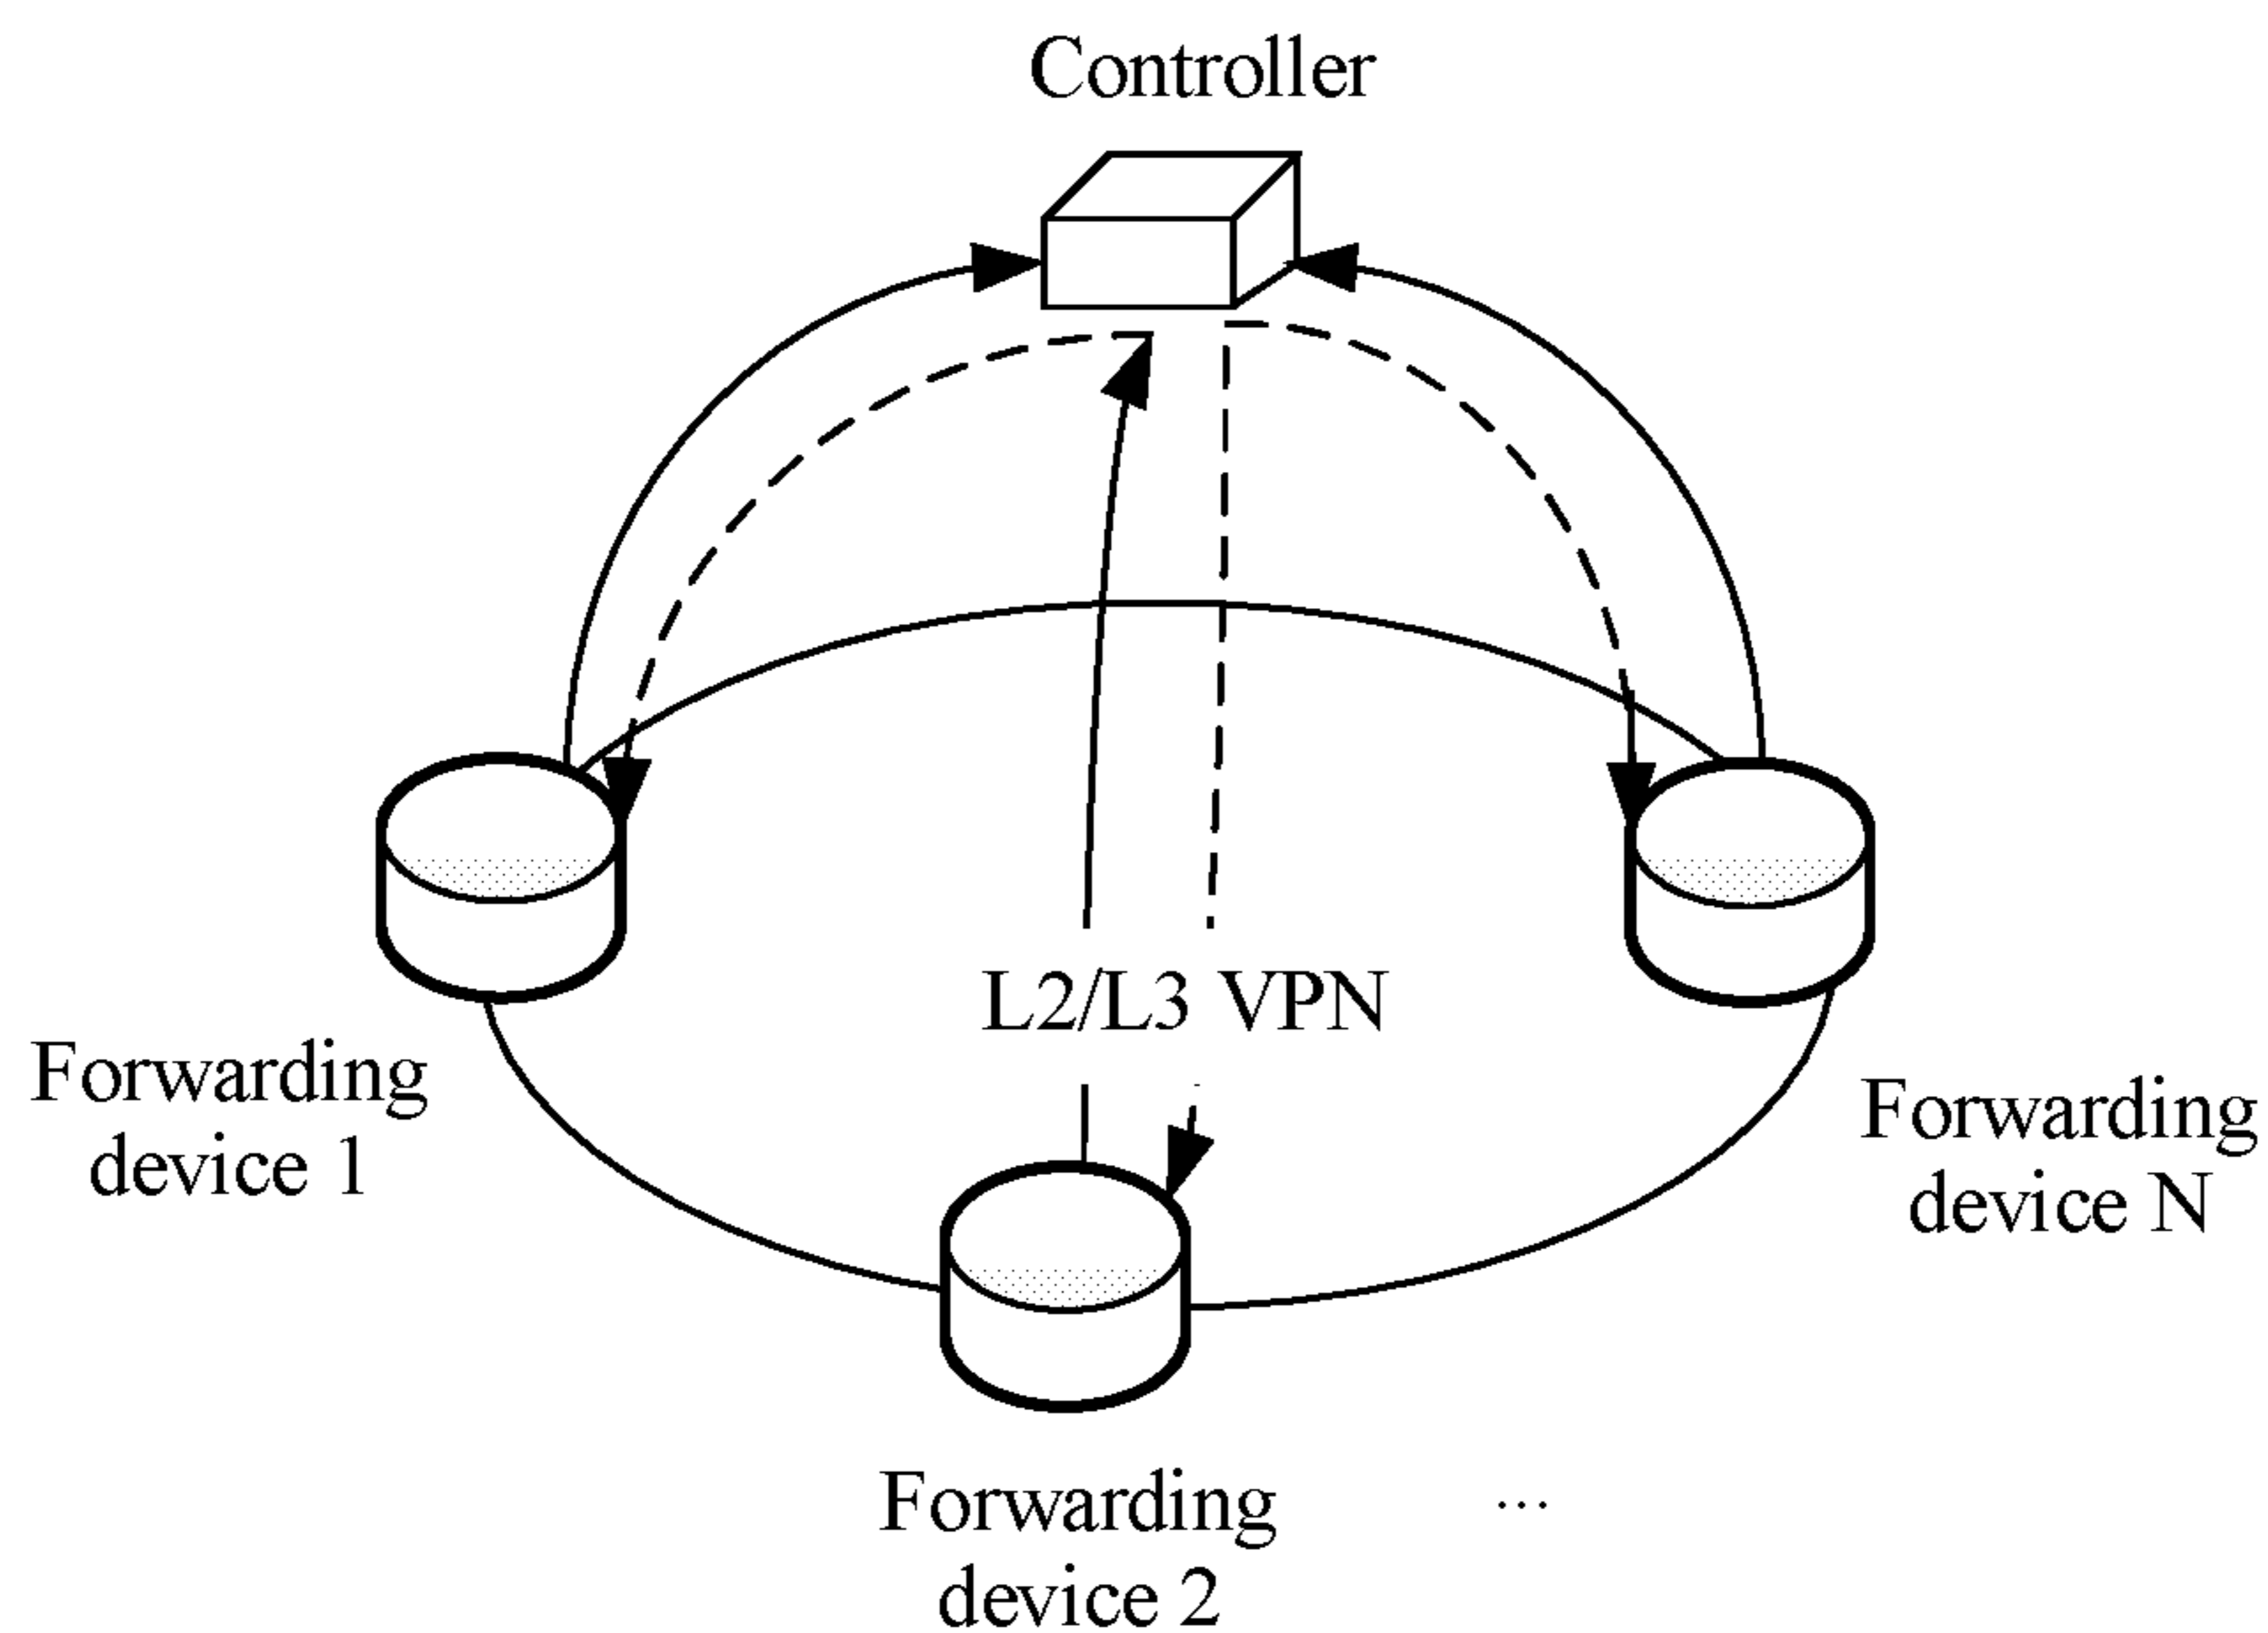 Controller
L2/L3 VPN
Forwarding
device 1
Forwarding
device N
Forwarding
device 2
...